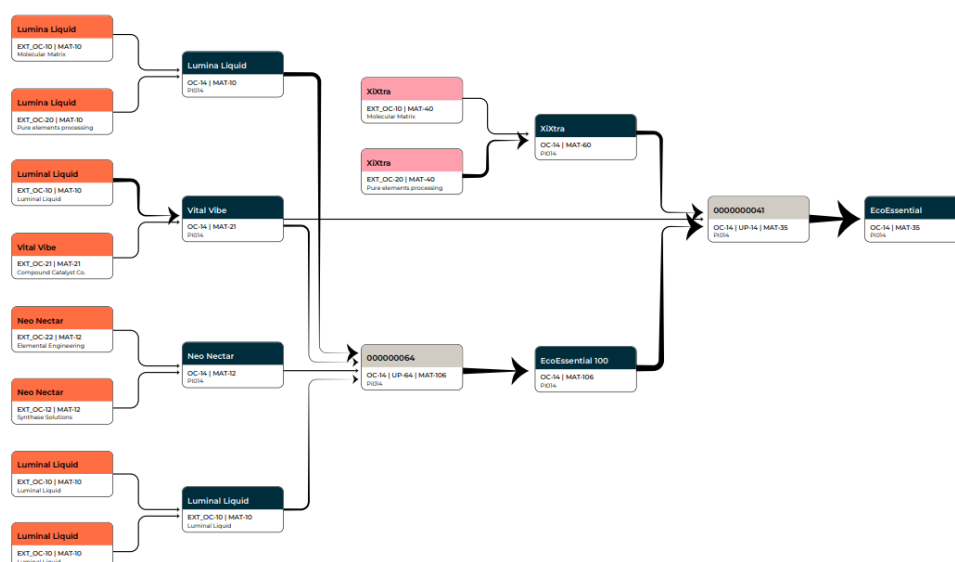 Lumina Liquid
EXT_OC-10 | MAT-10
Molecular Matrix
Lumina Liquid
EXT_OC-20 | MAT-10
Pure elements processing
Luminal Liquid
EXT_OC-10 | MAT-10
Luminal Liquid
Vital Vibe
EXT_OC-21 | MAT-21
Compound Catalyst Co.
Neo Nectar
EXT_OC-22 | MAT-12
Elemental Engineering
Neo Nectar
EXT_OC-12 | MAT-12
Synthase Solutions
Luminal Liquid
EXT_OC-10 | MAT-10
Luminal Liquid
Luminal Liquid
EXT_OC-10 | MAT-10
Luminal Liquid
Lumina Liquid
OC-14 | MAT-10
PI014
Vital Vibe
OC-14 | MAT-21
PI014
Neo Nectar
OC-14 | MAT-12
PI014
Luminal Liquid
EXT_OC-10 | MAT-10
Luminal Liquid
XiXtra
EXT_OC-10 | MAT-40
Molecular Matrix
XiXtra
EXT_OC-20 | MAT-40
Pure elements processing
000000064
OC-14 | UP-64 | MAT-106
PI014
XiXtra
OC-14 | MAT-60
PI014
EcoEssential 100
OC-14 | MAT-106
PI014
0000000041
OC-14 | UP-14 | MAT-35
PI014
EcoEssential
OC-14 | MAT-35
PI014